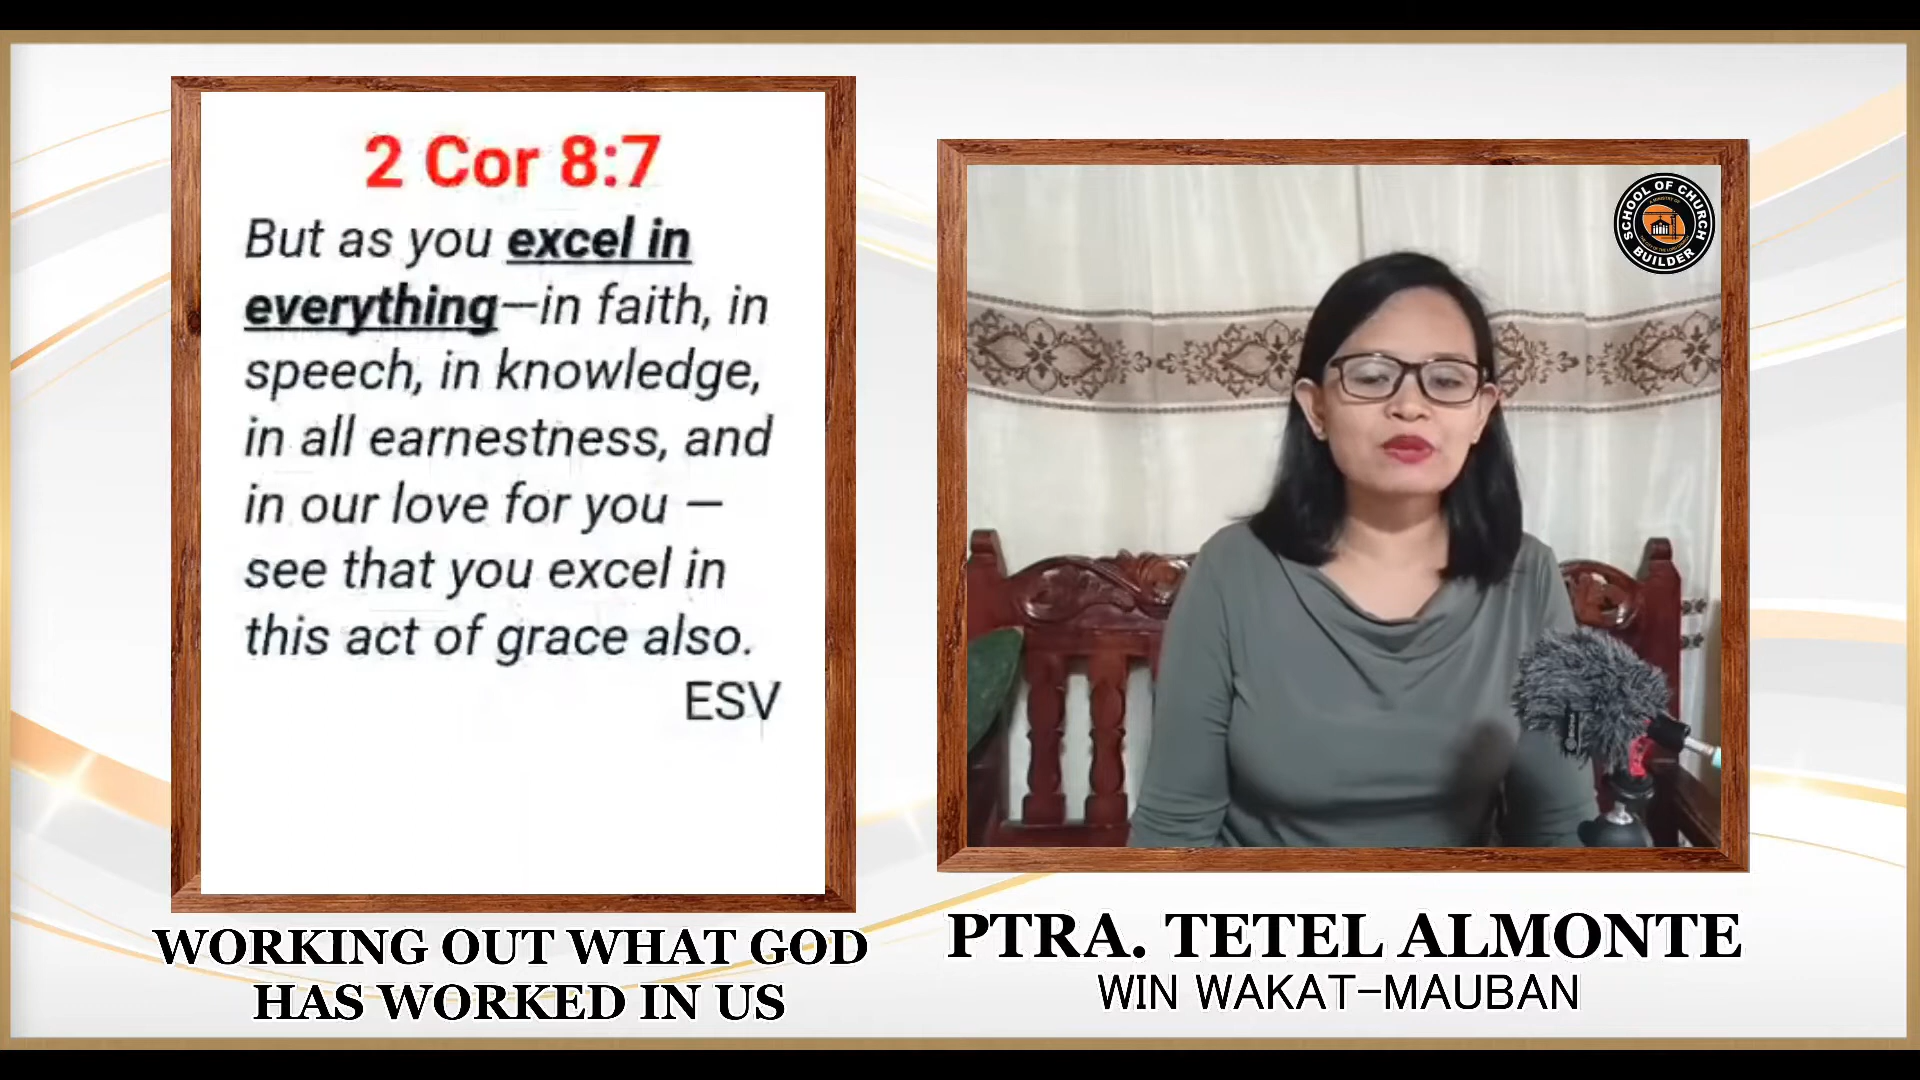 2 Cor 8:7
But as you excel in
everything—in faith, in
speech, in knowledge,
in all earnestness, and
in our love for you —
see that you excel in
this act of grace also.
ESV
WORKING OUT WHAT GOD
HAS WORKED IN US
SCHOOL OF CHURCH
BUILDER
PTRA. TETEL ALMONTE
WIN WAKAT-MAUBAN